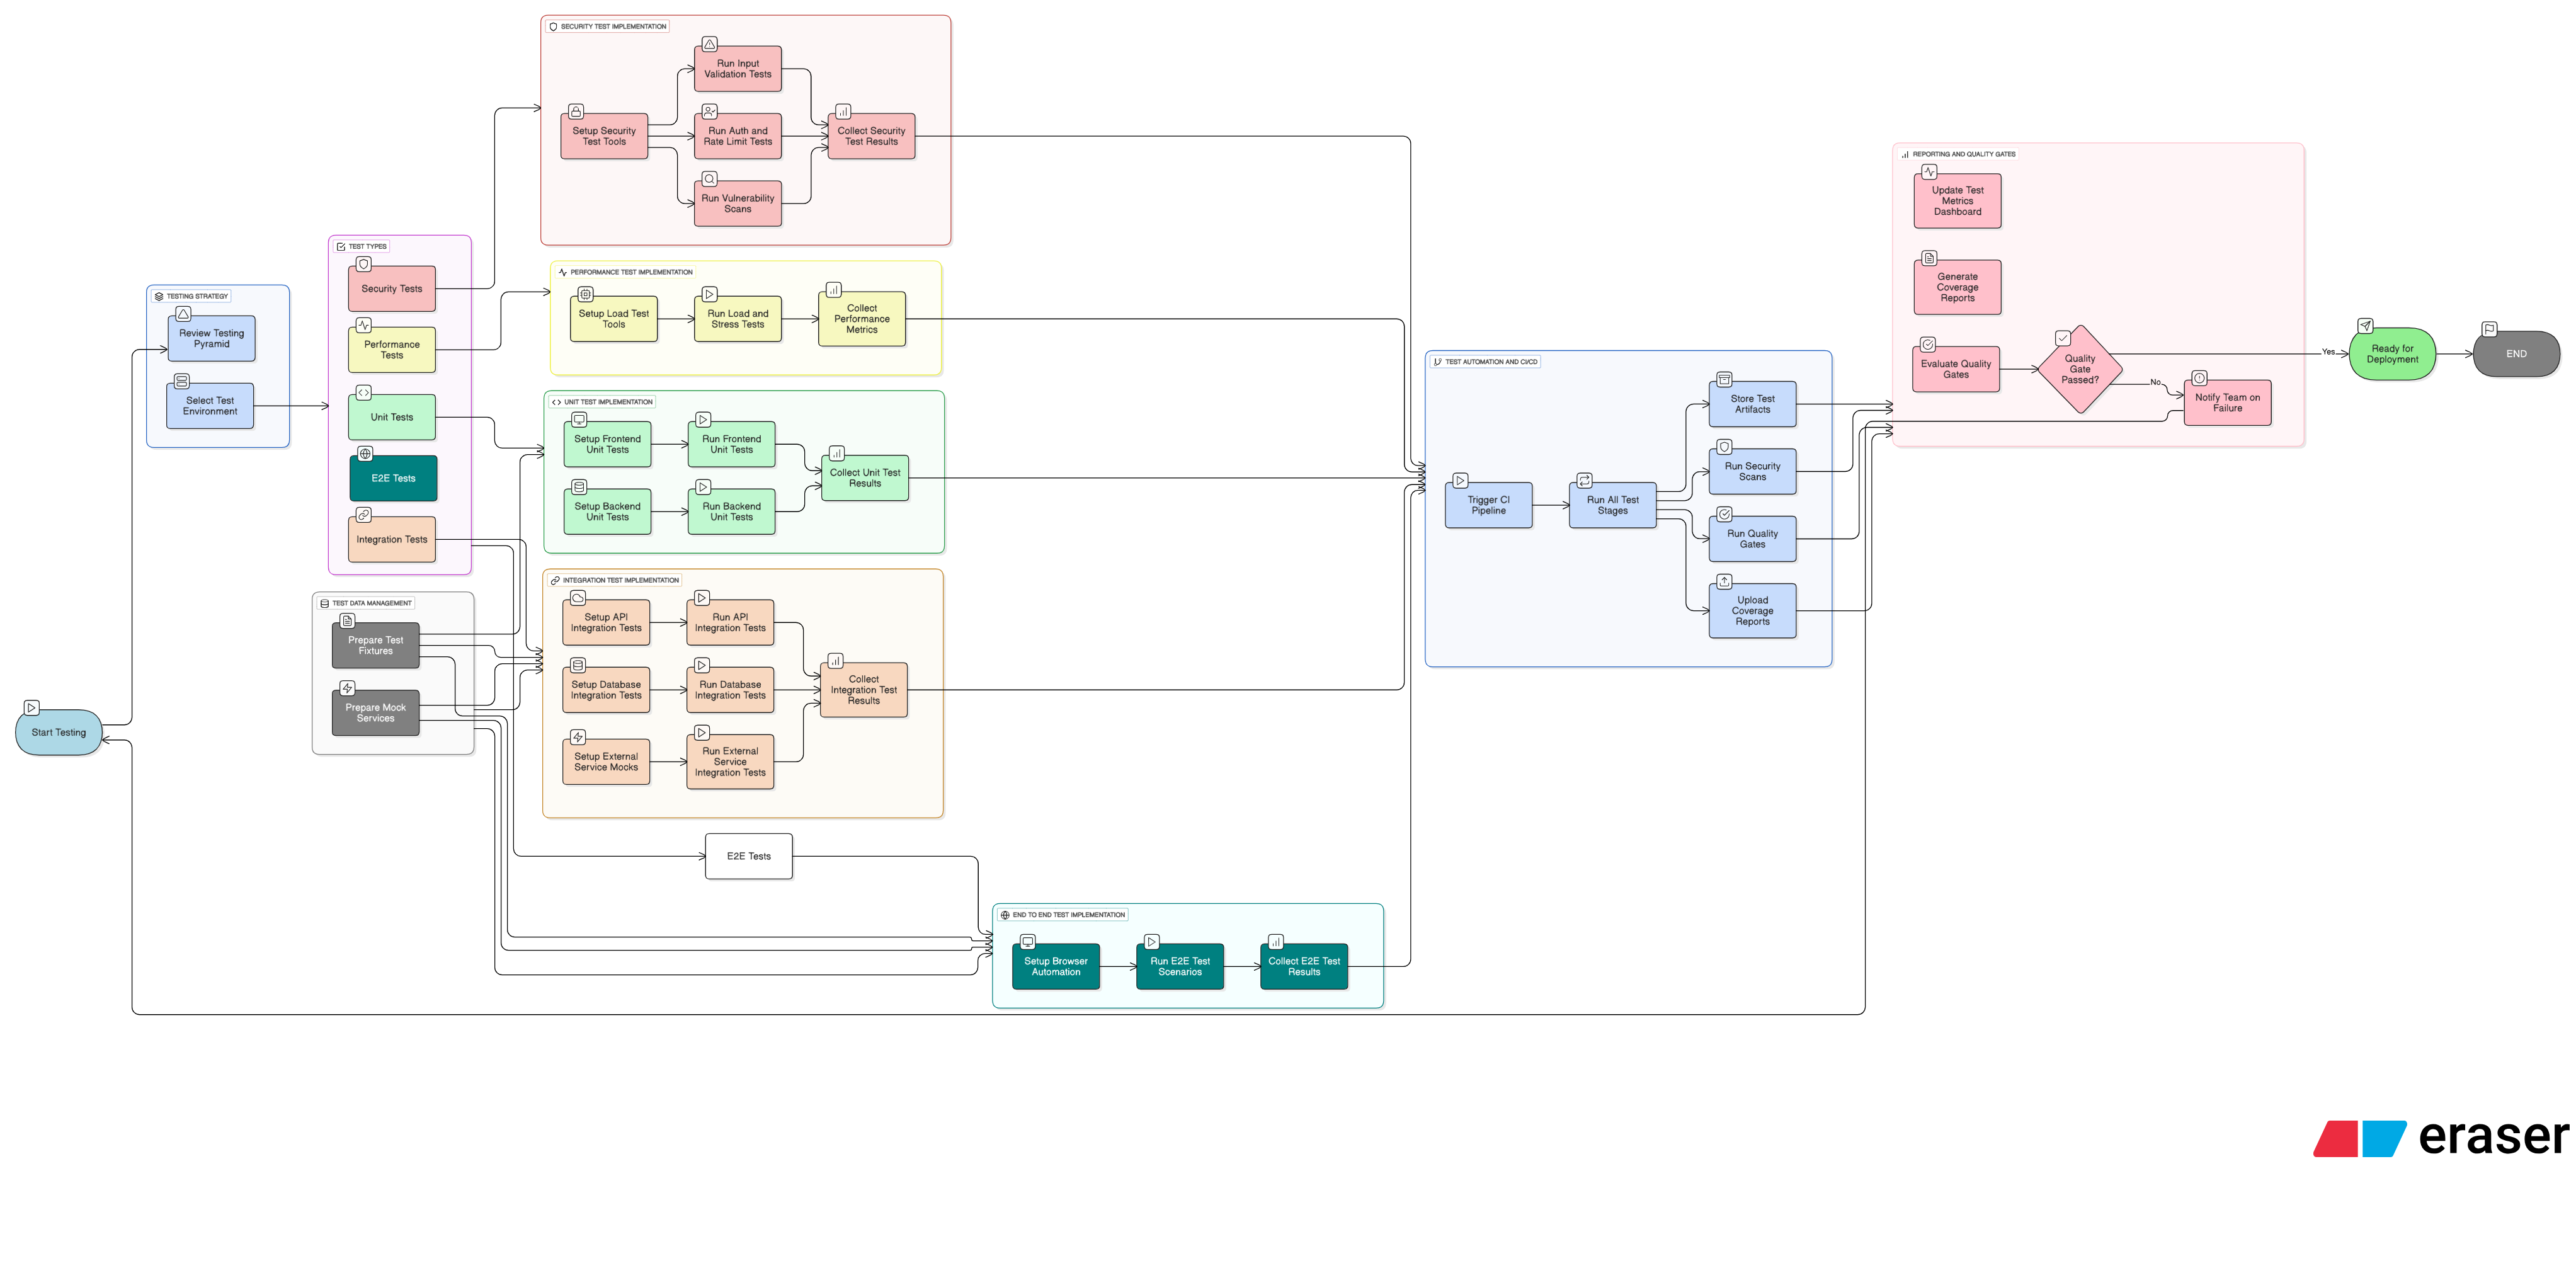 SECURITY TEST IMPLEMENTATION
Run Input
Validation Tests
Setup Security
Test Tools
Run Auth and
Rate Limit Tests
Collect Security
Test Results
Run Vulnerability
Scans
REPORTING AND QUALITY GATES
Update Test
Metrics
Dashboard
Generate
Coverage
Reports
Evaluate Quality
Gates
Quality
Gate
Passed?
Yes
No
Notify Team on
Failure
Ready for
Deployment
END
TESTING STRATEGY
Review Testing
Pyramid
Select Test
Environment
TEST TYPES
Security Tests
Performance
Tests
Unit Tests
E2E Tests
Integration Tests
PERFORMANCE TEST IMPLEMENTATION
Setup Load Test
Tools
Run Load and
Stress Tests
Collect
Performance
Metrics
UNIT TEST IMPLEMENTATION
Setup Frontend
Unit Tests
Run Frontend
Unit Tests
Collect Unit Test
Results
Setup Backend
Unit Tests
Run Backend
Unit Tests
TEST AUTOMATION AND CI/CD
Store Test
Artifacts
Run Security
Scans
Trigger CI
Pipeline
Run All Test
Stages
Run Quality
Gates
Upload
Coverage
Reports
TEST DATA MANAGEMENT
Prepare Test
Fixtures
Prepare Mock
Services
Start Testing
INTEGRATION TEST IMPLEMENTATION
Setup API
Integration Tests
Run API
Integration Tests
Setup Database
Integration Tests
Run Database
Integration Tests
Collect
Integration Test
Results
Setup External
Service Mocks
Run External
Service
Integration Tests
E2E Tests
END TO END TEST IMPLEMENTATION
Setup Browser
Automation
Run E2E Test
Scenarios
Collect E2E Test
Results
eraser